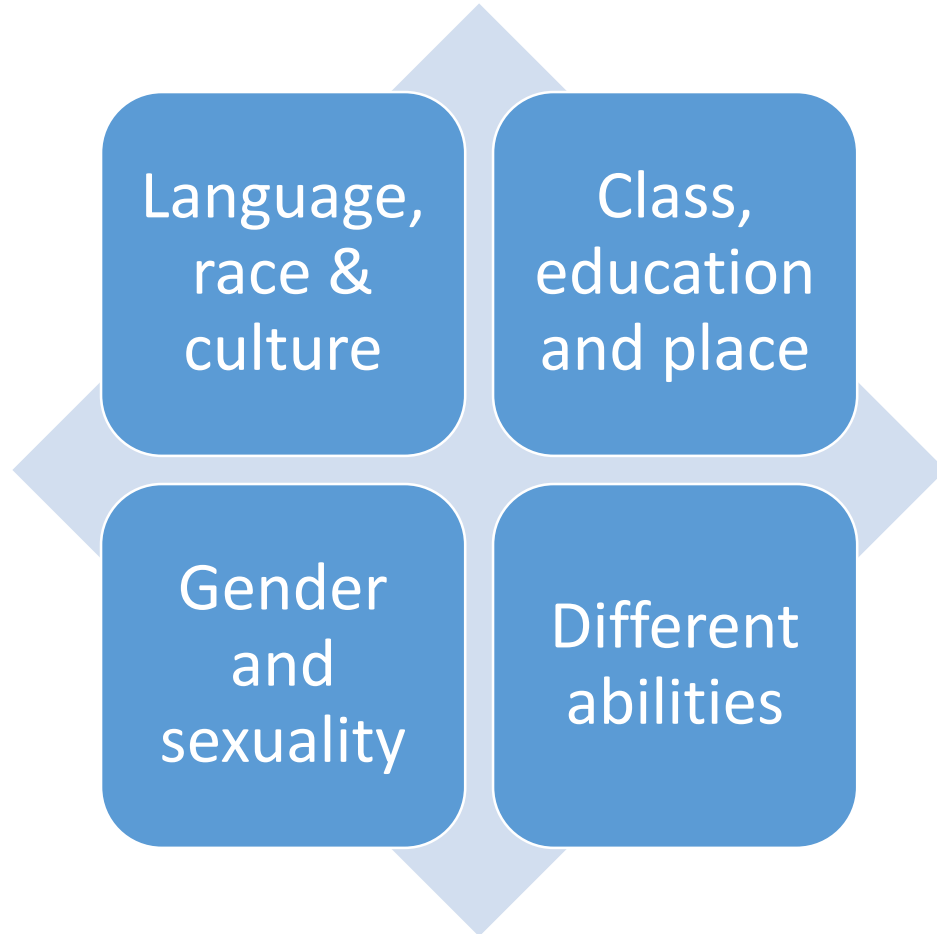 Language,
race &
culture
Class,
education
and place
Gender
and
sexuality
Different
abilities